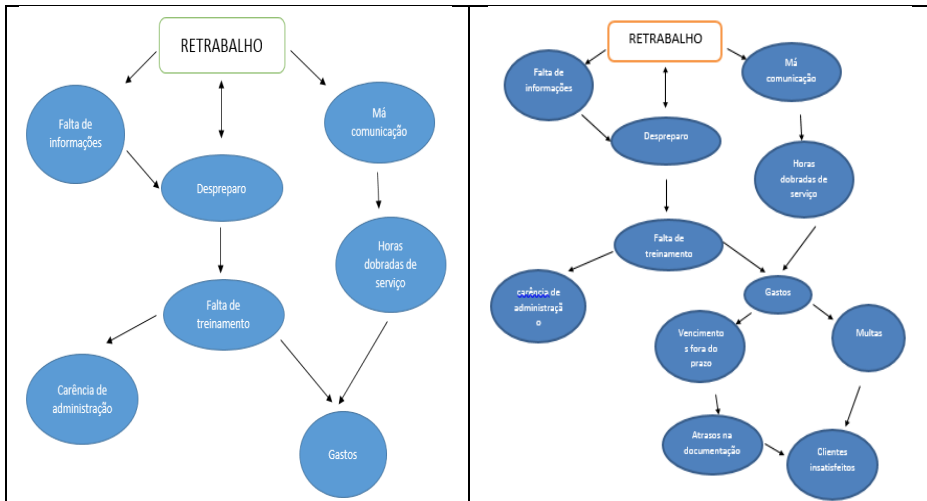 RETRABALHO
Falta de
informações
Má
comunicação
Despreparo
Horas
dobradas de
serviço
Falta de
treinamento
Carência de
administração
Gastos
RETRABALHO
Falta de
informações
Má
comunicação
Despreparo
Horas
dobradas de
serviço
Falta de
treinamento
carência de
administraçã
o
Gastos
Vencimento
s fora do
prazo
Multas
Atrasos na
documentação
Clientes
insatisfeitos